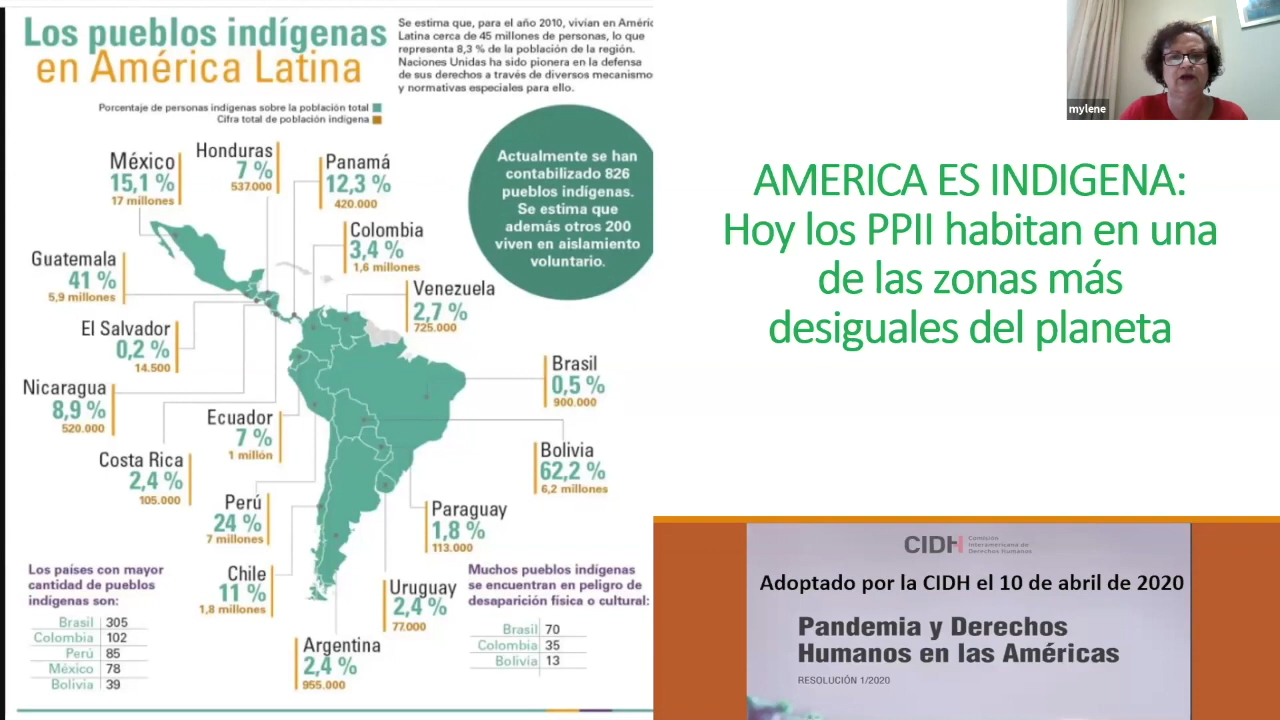 Los pueblos indígenas
en América Latina
Se estima que, para el año 2010, vivían en Améric
Latina cerca de 45 millones de personas, lo que
representa 8,3 % de la población de la región.
Naciones Unidas ha sido pionera en la defensa
de sus derechos a través de diversos mecanismo
y normativas especiales para ello.
Porcentaje de personas indígenas sobre la población total
Cifra total de población indígena
Actualmente se han
contabilizado 826
pueblos indígenas.
Se estima que
además otros 200
viven en aislamiento
voluntario.
México
15,1 %
17 millones
Honduras
7 %
537.000
Panamá
12,3 %
420.000
Colombia
3,4 %
1,6 millones
Guatemala
41 %
5,9 millones
Venezuela
2,7 %
725.000
El Salvador
0,2 %
14.500
Brasil
0,5 %
900.000
Nicaragua
8,9 %
520.000
Ecuador
7 %
1 millón
Costa Rica
2,4 %
105.000
Bolivia
62,2 %
6,2 millones
Perú
24 %
7 millones
Paraguay
1,8 %
113.000
Chile
11 %
1,8 millones
Uruguay
2,4 %
77.000
Argentina
2,4 %
955.000
Los países con mayor
cantidad de pueblos
indígenas son:
Brasil 305
Colombia 102
Perú 85
México 78
Bolivia 39
Muchos pueblos indígenas
se encuentran en peligro de
desaparición física o cultural:
Brasil 70
Colombia 35
Bolivia 13
mylene
AMERICA ES INDIGENA:
Hoy los PPII habitan en una
de las zonas más
desiguales del planeta
CIDH
Comisión
Interamericana de
Derechos Humanos
Adoptado por la CIDH el 10 de abril de 2020
Pandemia y Derechos
Humanos en las Américas
RESOLUCIÓN 1/2020